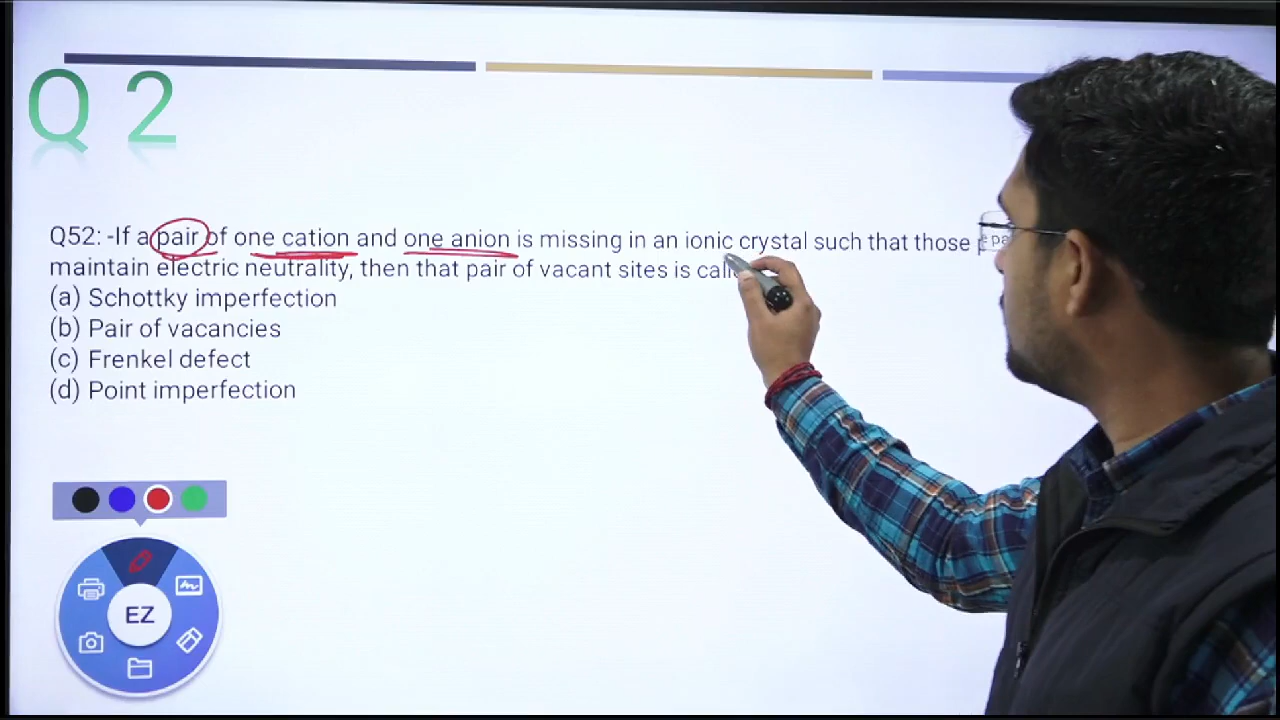 Q 2
Q52: -If a pair of one cation and one anion is missing in an ionic crystal such that those
maintain electric neutrality, then that pair of vacant sites is
(a) Schottky imperfection
(b) Pair of vacancies
(c) Frenkel defect
(d) Point imperfection
EZ